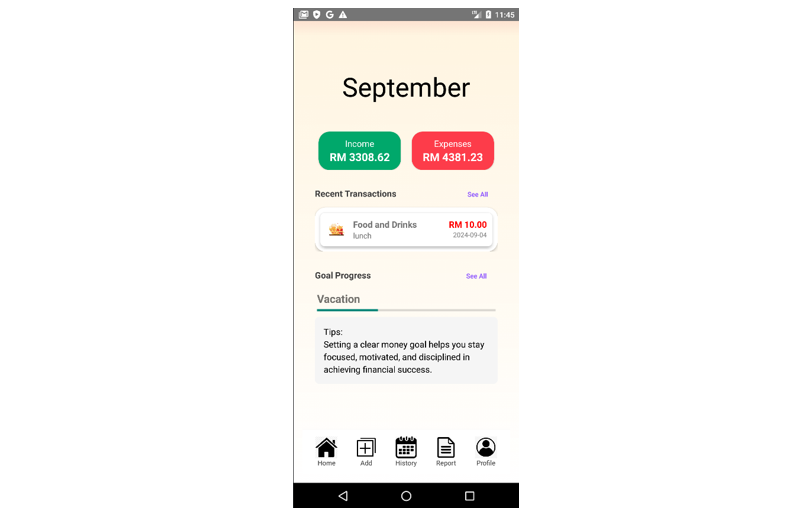 11:45
September
Income
RM 3308.62
Expenses
RM 4381.23
Recent Transactions
See All
Food and Drinks
lunch
RM 10.00
2024-09-04
Goal Progress
See All
Vacation
Tips:
Setting a clear money goal helps you stay
focused, motivated, and disciplined in
achieving financial success.
Home
Add
History
Report
Profile